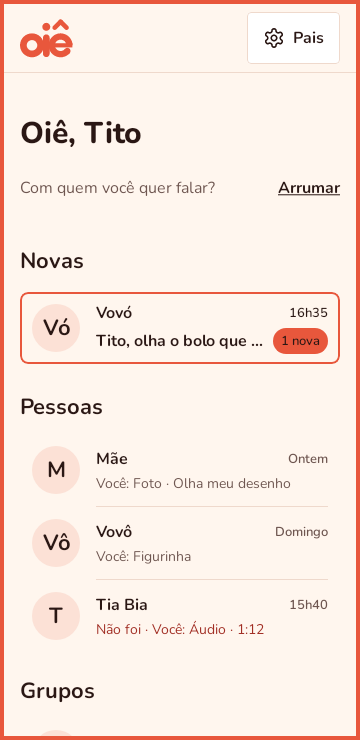 oiê
Pais
Oiê, Tito
Com quem você quer falar?
Arrumar
Novas
Vó
Vovó
16h35
Tito, olha o bolo que ...
1 nova
Pessoas
M
Mãe
Ontem
Você: Foto · Olha meu desenho
Vô
Vovô
Domingo
Você: Figurinha
T
Tia Bia
15h40
Não foi · Você: Áudio · 1:12
Grupos